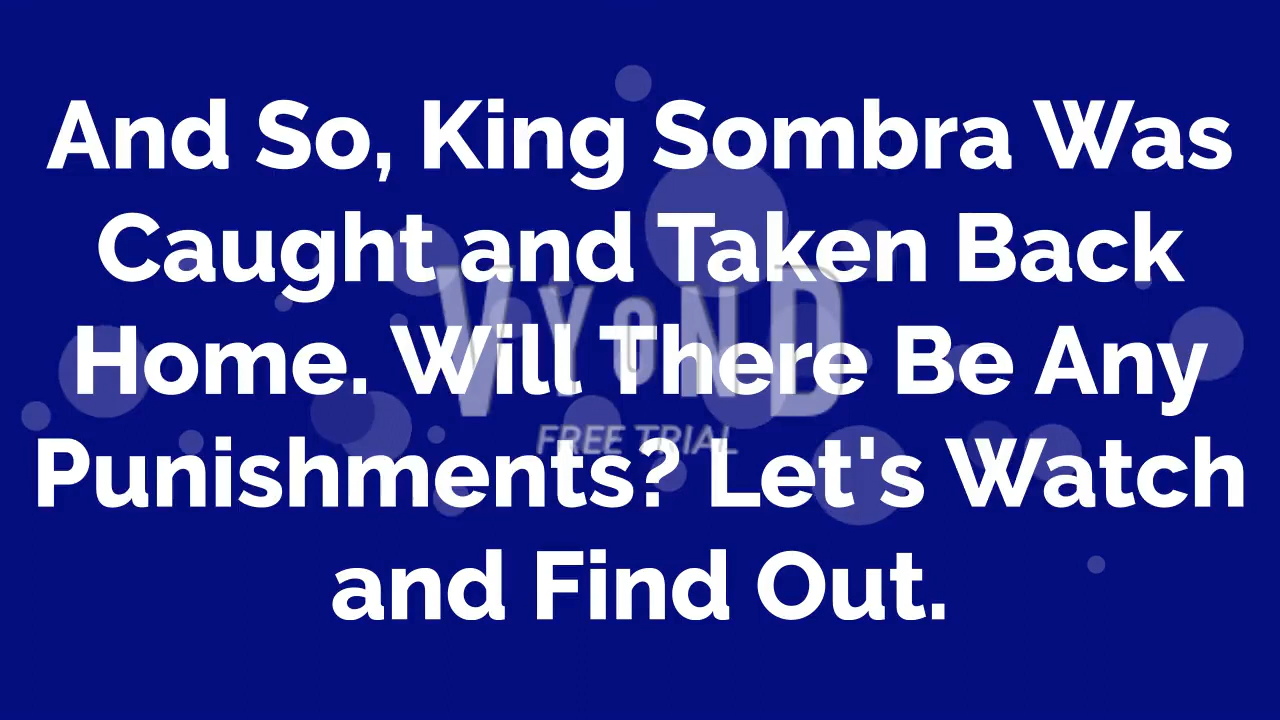 And So, King Sombra Was
Caught and Taken Back
Home. Will There Be Any
Punishments? Let's Watch
and Find Out.
VYOND
FREE TRIAL